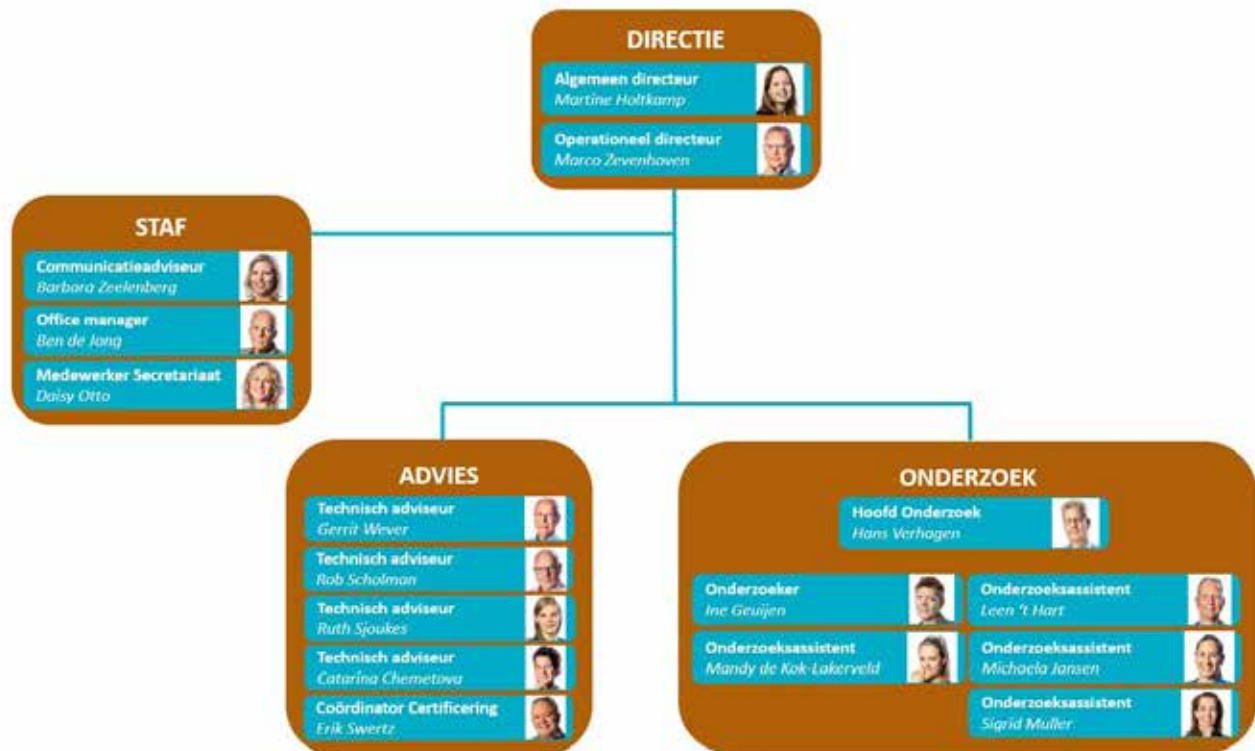 DIRECTIE
Algemeen directeur
Martine Holtkamp
Operationeel directeur
Marco Zevenhoven
STAF
Communicatieadviseur
Barbara Zeelenberg
Office manager
Ben de Jong
Medewerker Secretariaat
Daisy Otto
ADVIES
Technisch adviseur
Gerrit Wever
Technisch adviseur
Rob Scholman
Technisch adviseur
Ruth Sjoukes
Technisch adviseur
Catarina Chemetova
Coördinator Certificering
Erik Swertz
ONDERZOEK
Hoofd Onderzoek
Hans Verhagen
Onderzoeker
Ine Geuijen
Onderzoeksassistent
Mandy de Kok-Lakerveld
Onderzoeksassistent
Leen ‘t Hart
Onderzoeksassistent
Michaela Jansen
Onderzoeksassistent
Sigrid Muller